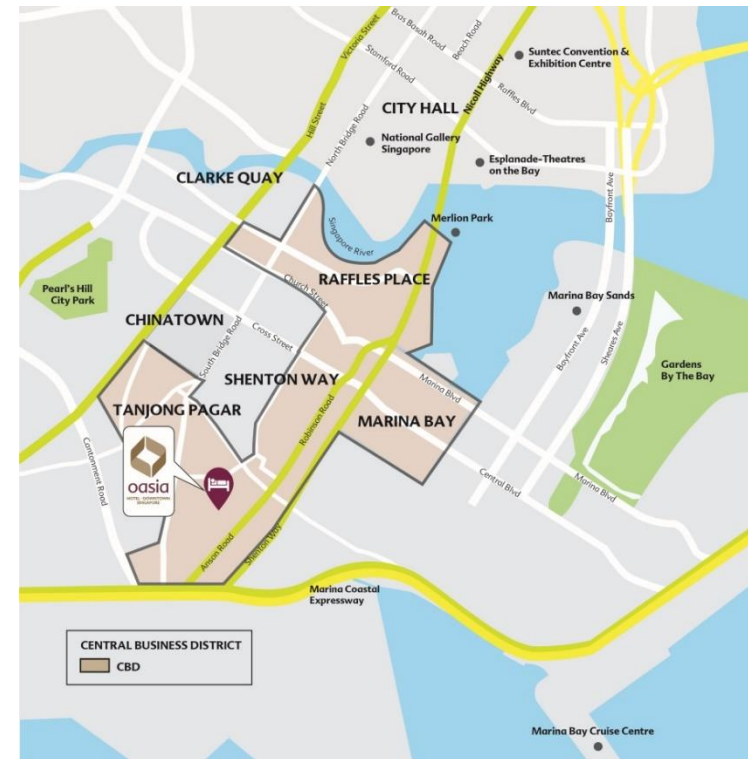 Bras Basah Road
Beach Road
Victoria Street
Stamford Road
Suntec Convention &
Exhibition Centre
Nicoll Highway
Raffles Blvd
CITY HALL
Hill Street
North Bridge Road
National Gallery
Singapore
Esplanade-Theatres
on the Bay
CLARKE QUAY
Bayfront Ave
Merlion Park
Singapore River
RAFFLES PLACE
Pearl's Hill
City Park
Church Street
Marina Bay Sands
CHINATOWN
Cross Street
South Bridge Road
Bayfront Ave
Sheares Ave
Gardens
By The Bay
SHENTON WAY
Marina Blvd
TANJONG PAGAR
Robinson Road
MARINA BAY
Cantonment Road
oasia
HOTEL · DOWNTOWN
SINGAPORE
Central Blvd
Marina Blvd
Anson Road
Shenton Way
Marina Coastal
Expressway
CENTRAL BUSINESS DISTRICT
CBD
Marina Bay Cruise Centre